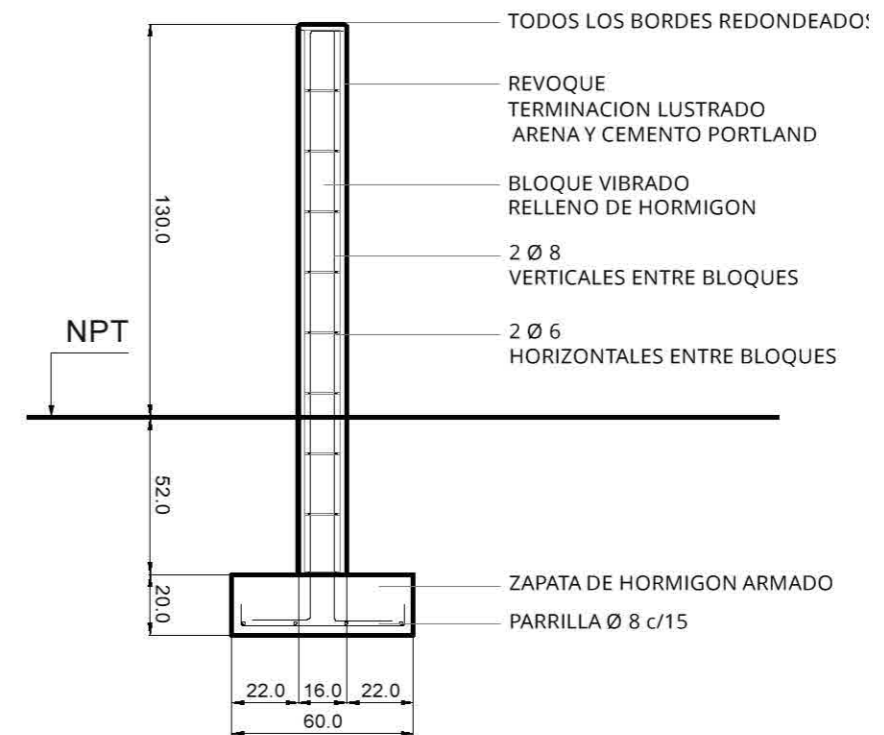 TODOS LOS BORDES REDONDEADOS
REVOQUE
TERMINACION LUSTRADO
ARENA Y CEMENTO PORTLAND
BLOQUE VIBRADO
RELLENO DE HORMIGON
2 Ø 8
VERTICALES ENTRE BLOQUES
2 Ø 6
HORIZONTALES ENTRE BLOQUES
130.0
NPT
52.0
20.0
ZAPATA DE HORMIGON ARMADO
PARRILLA Ø 8 c/15
22.0 16.0 22.0
60.0